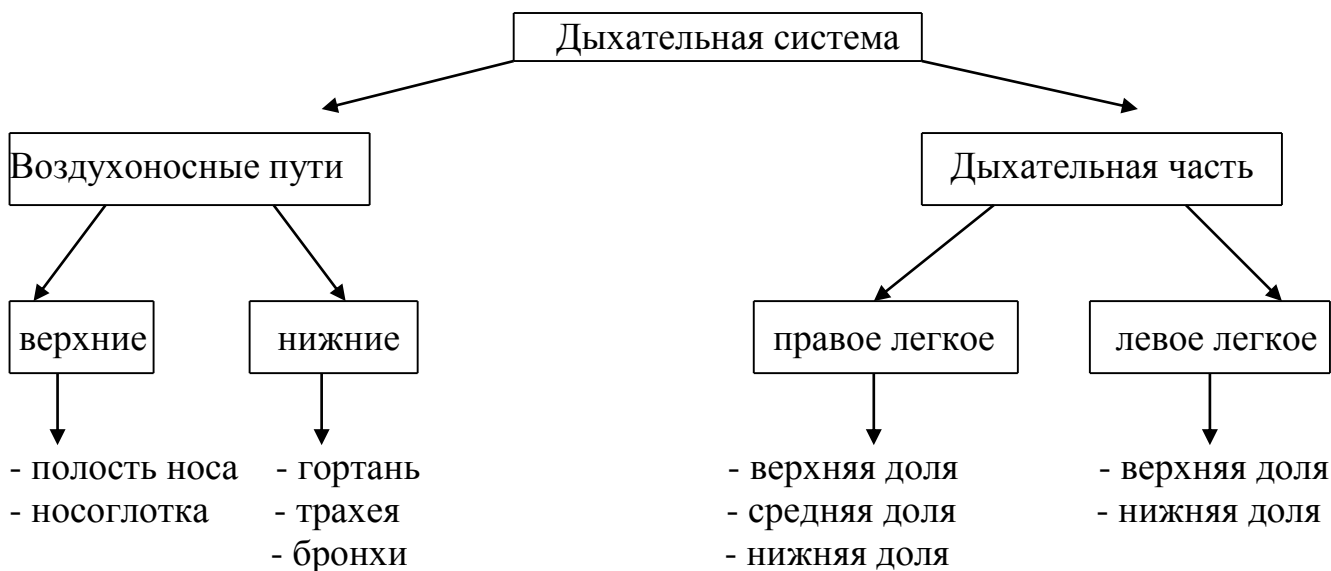 Дыхательная система
Воздухоносные пути
Дыхательная часть
верхние
нижние
правое легкое
левое легкое
- полость носа
- носоглотка
- гортань
- трахея
- бронхи
- верхняя доля
- средняя доля
- нижняя доля
- верхняя доля
- нижняя доля